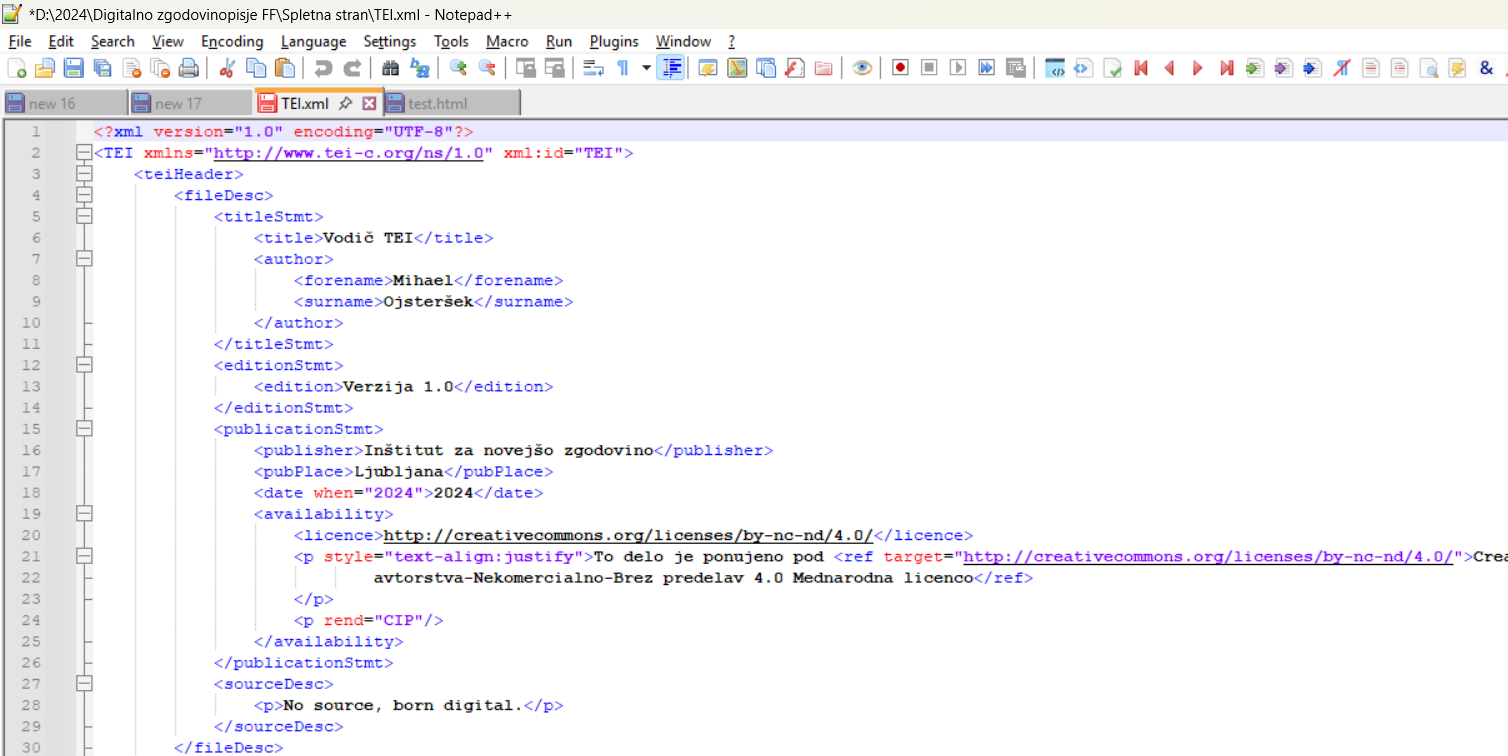 *D:\2024\Digitalno zgodovinopisje FF\Spletna stran\TEI.xml - Notepad++
File Edit Search View Encoding Language Settings Tools Macro Run Plugins Window ?
new 16 new 17 TEI.xml test.html
1 <?xml version="1.0" encoding="UTF-8"?>
2 <TEI xmlns="http://www.tei-c.org/ns/1.0" xml:id="TEI">
3 <teiHeader>
4 <fileDesc>
5 <titleStmt>
6 <title>Vodič TEI</title>
7 <author>
8 <forename>Mihael</forename>
9 <surname>Ojsteršek</surname>
10 </author>
11 </titleStmt>
12 <editionStmt>
13 <edition>Verzija 1.0</edition>
14 </editionStmt>
15 <publicationStmt>
16 <publisher>Inštitut za novejšo zgodovino</publisher>
17 <pubPlace>Ljubljana</pubPlace>
18 <date when="2024">2024</date>
19 <availability>
20 <licence>http://creativecommons.org/licenses/by-nc-nd/4.0/</licence>
21 <p style="text-align:justify">To delo je ponujeno pod <ref target="http://creativecommons.org/licenses/by-nc-nd/4.0/">Crea
22 avtorstva-Nekomercialno-Brez predelav 4.0 Mednarodna licenco</ref>
23 </p>
24 <p rend="CIP"/>
25 </availability>
26 </publicationStmt>
27 <sourceDesc>
28 <p>No source, born digital.</p>
29 </sourceDesc>
30 </fileDesc>